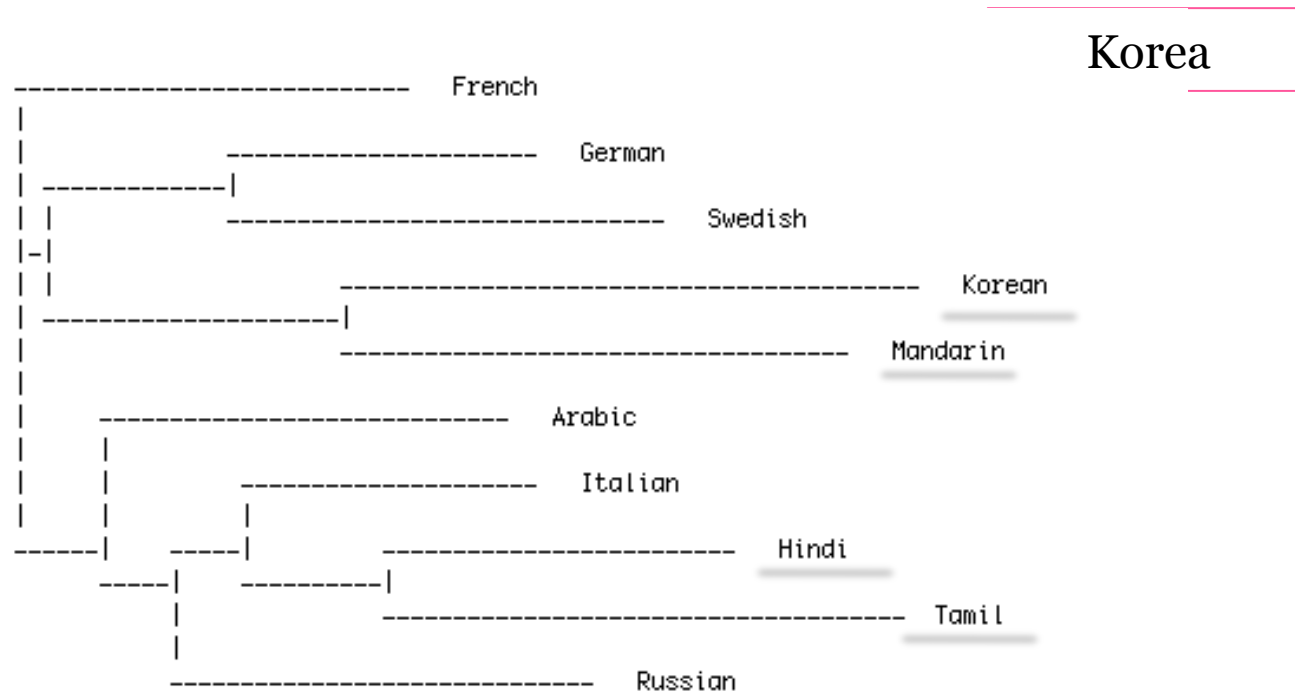 Korea
French
German
Swedish
Korean
Mandarin
Arabic
Italian
Hindi
Tamil
Russian